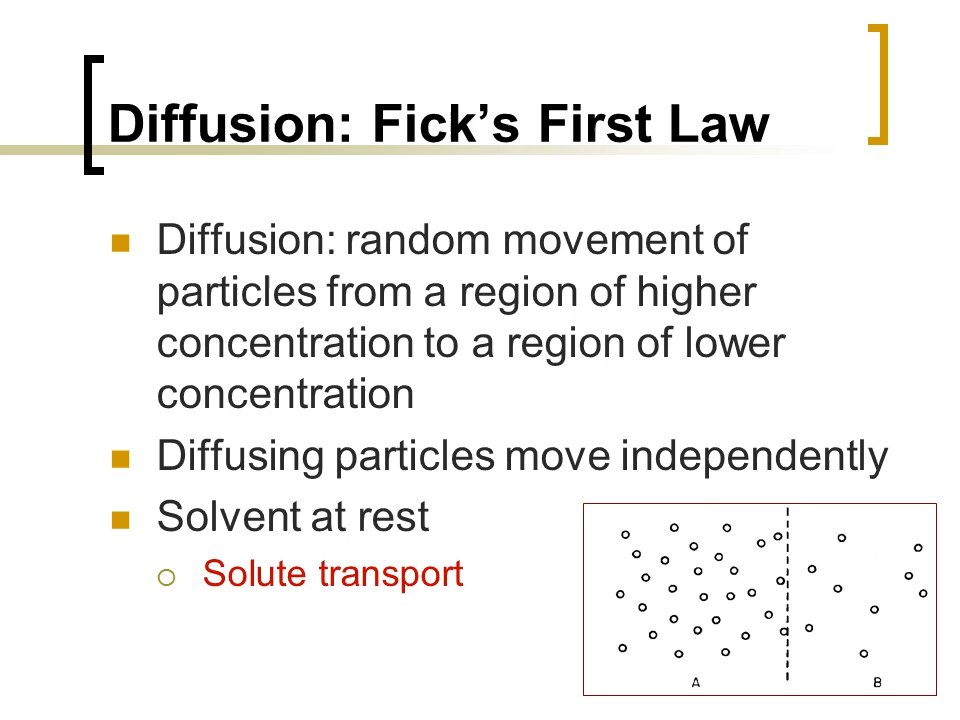 Diffusion: Fick’s First Law
Diffusion: random movement of
particles from a region of higher
concentration to a region of lower
concentration
Diffusing particles move independently
Solvent at rest
Solute transport
A B